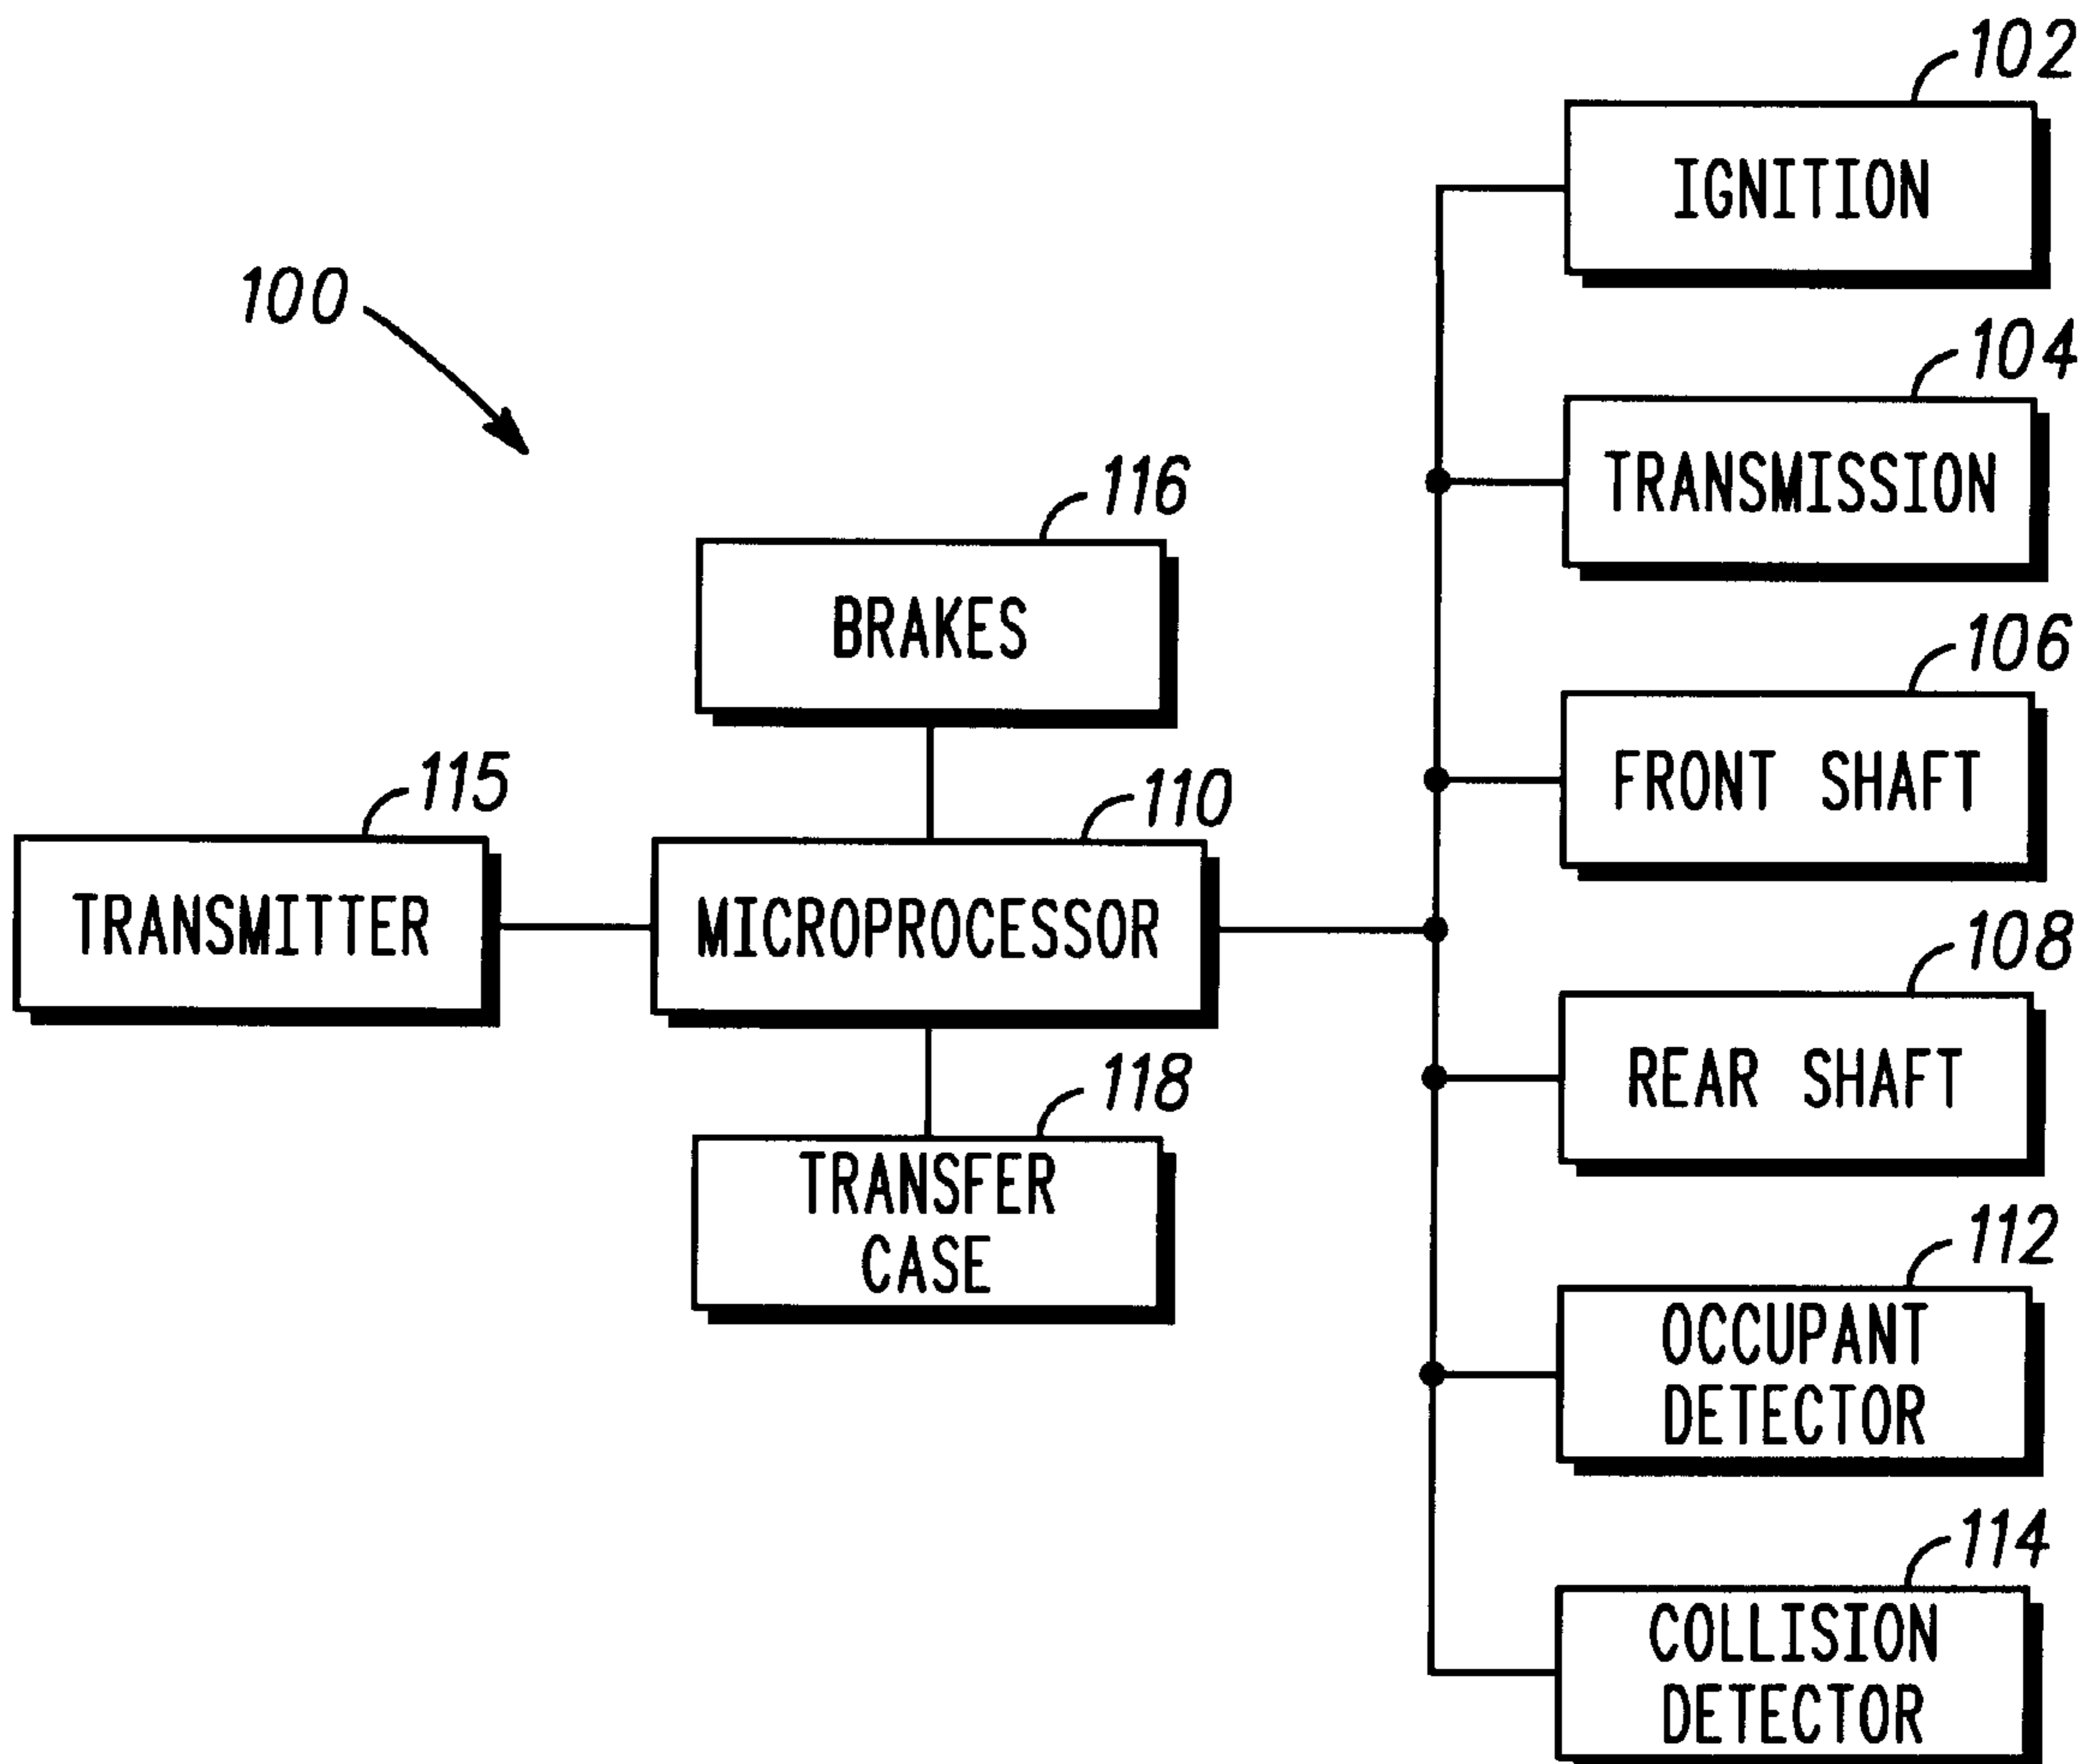 102
IGNITION
100
104
TRANSMISSION
116
BRAKES
106
FRONT SHAFT
115
TRANSMITTER
110
MICROPROCESSOR
108
REAR SHAFT
118
TRANSFER
CASE
112
OCCUPANT
DETECTOR
114
COLLISION
DETECTOR